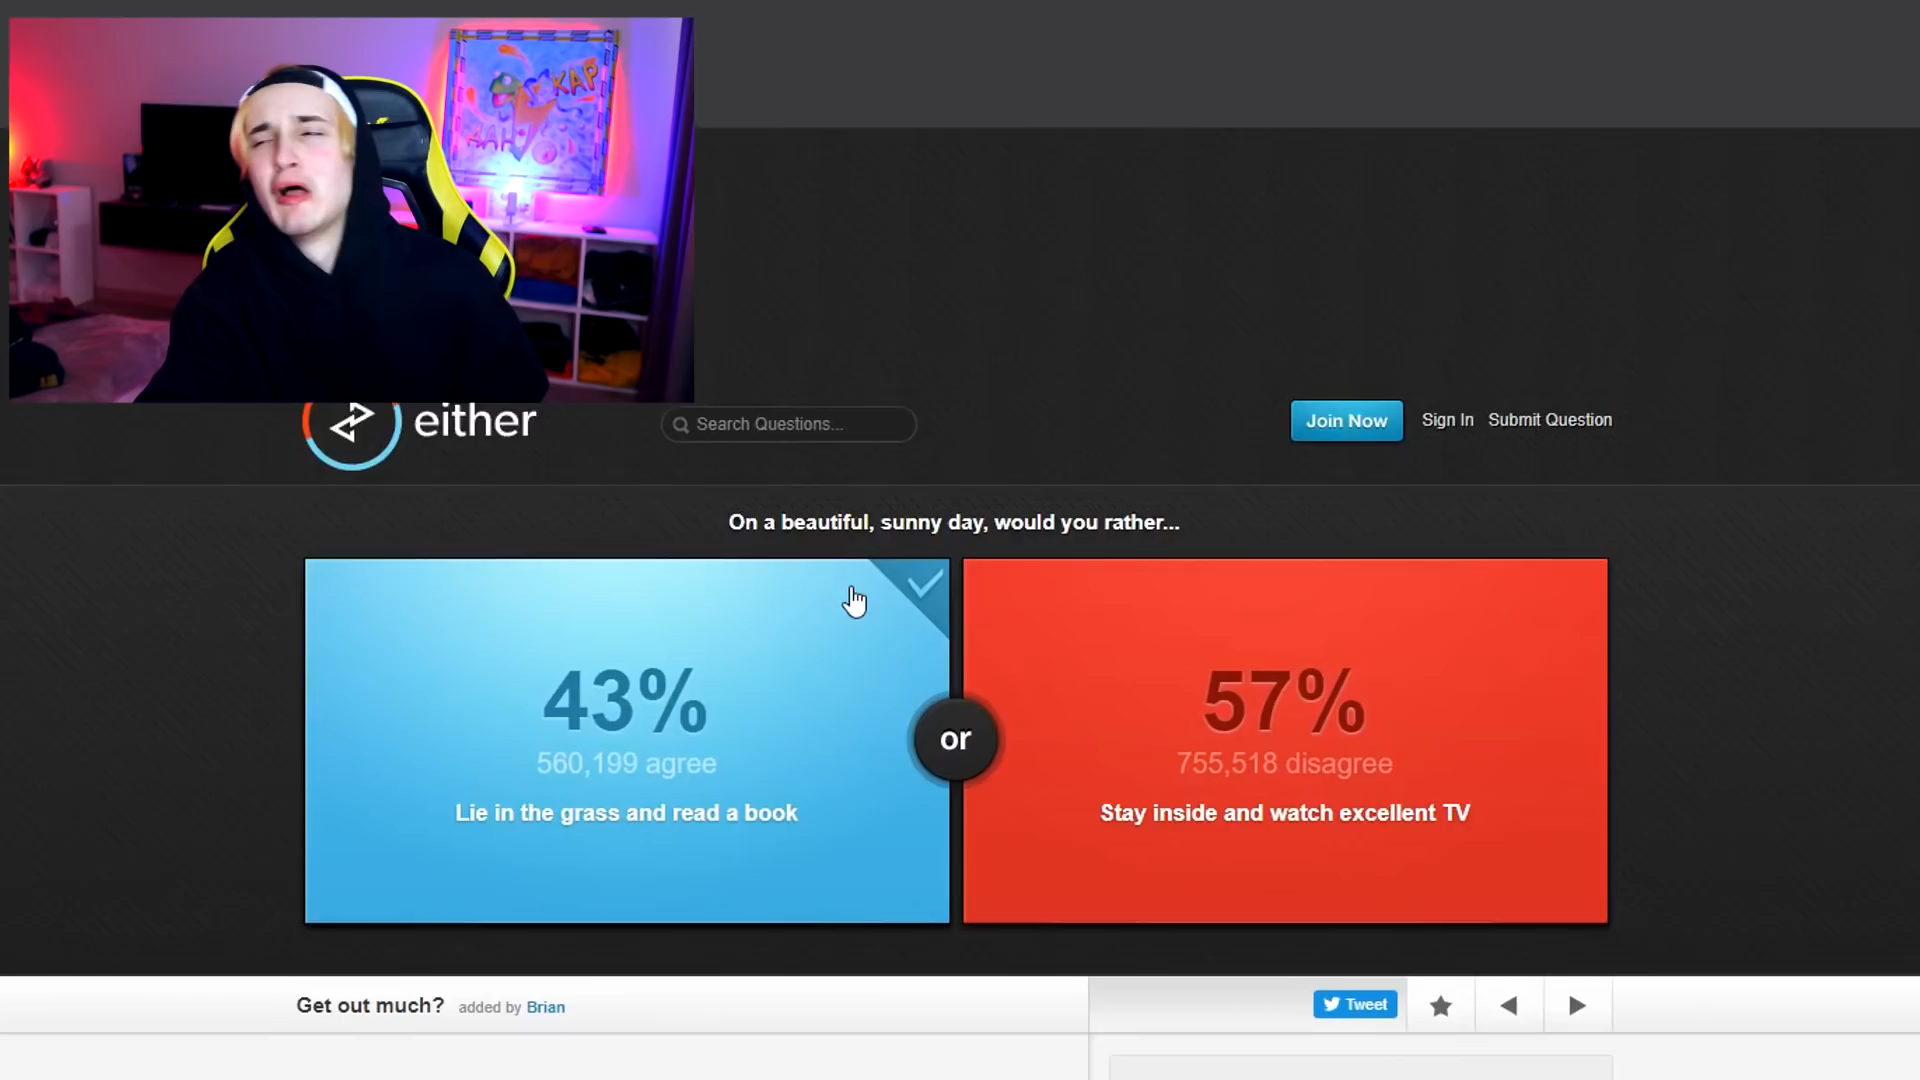 SKAP
either
Search Questions...
Join Now
Sign In
Submit Question
On a beautiful, sunny day, would you rather...
43%
560,199 agree
Lie in the grass and read a book
or
57%
755,518 disagree
Stay inside and watch excellent TV
Get out much? added by Brian
Tweet